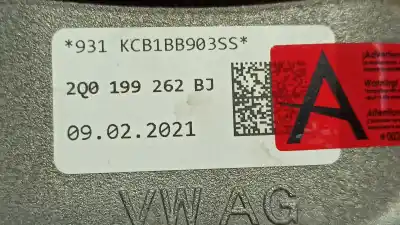 *931 KCB1BB903SS*
2Q0 199 262 BJ
09.02.2021
A
VW AG